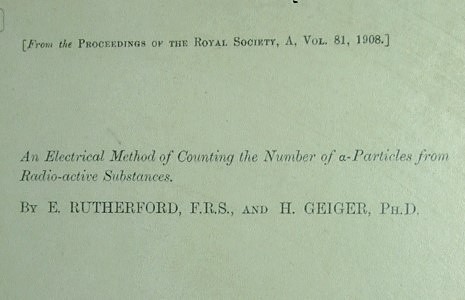 [From the PROCEEDINGS OF THE ROYAL SOCIETY, A, VOL. 81, 1908.]
An Electrical Method of Counting the Number of α-Particles from
Radio-active Substances.
BY E. RUTHERFORD, F.R.S., AND H. GEIGER, PH.D.